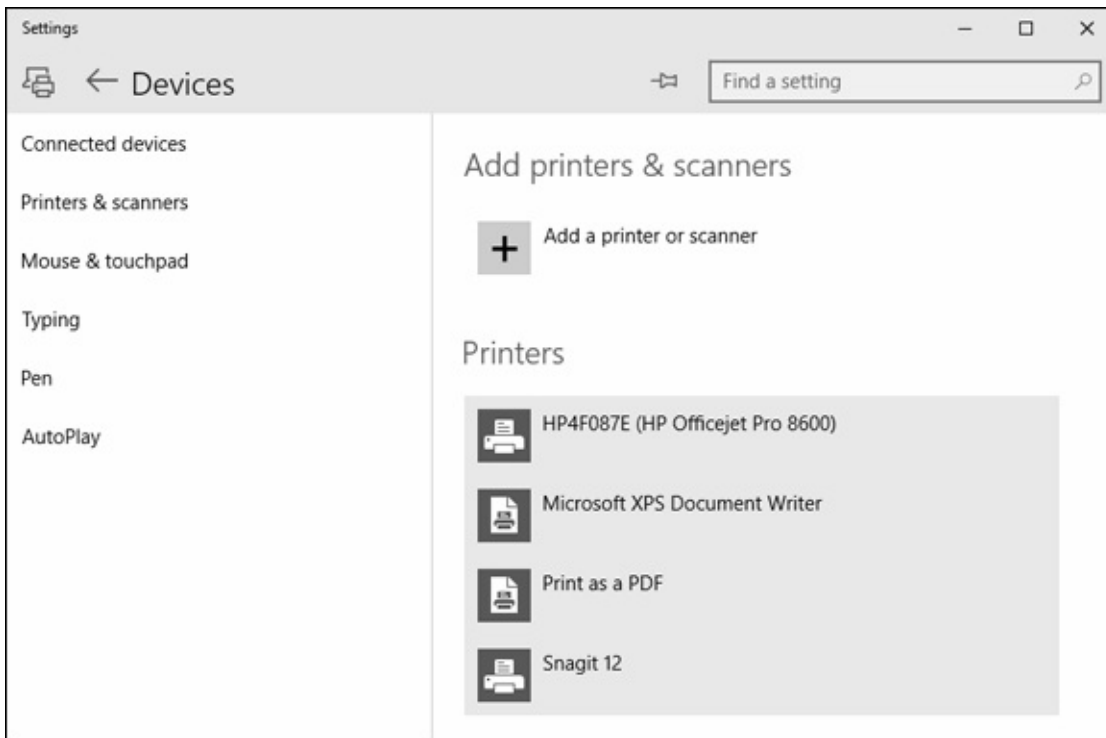 Settings
Devices
Find a setting
Connected devices
Printers & scanners
Mouse & touchpad
Typing
Pen
AutoPlay
Add printers & scanners
Add a printer or scanner
Printers
HP4F087E (HP Officejet Pro 8600)
Microsoft XPS Document Writer
Print as a PDF
Snagit 12